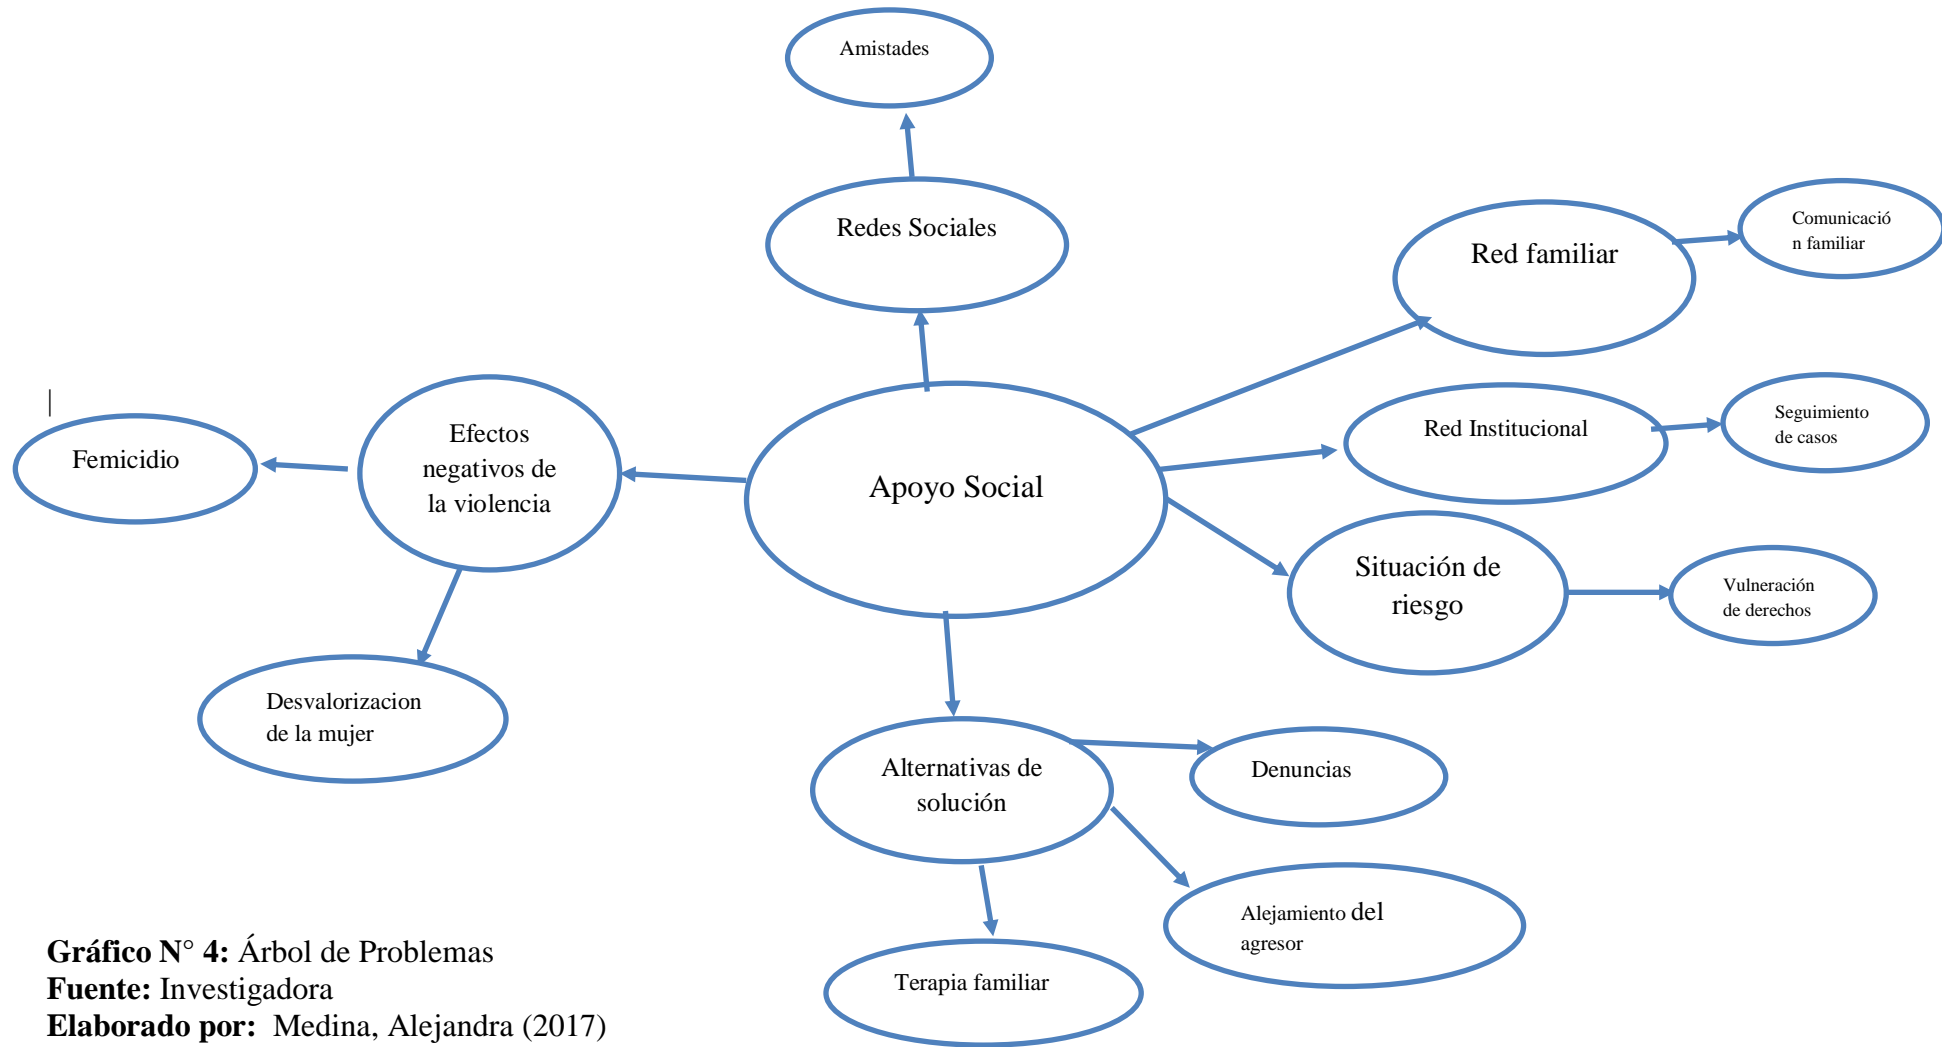 Amistades
Redes Sociales
Red familiar
Comunicació
n familiar
Efectos
negativos de
la violencia
Femicidio
Apoyo Social
Red Institucional
Seguimiento
de casos
Situación de
riesgo
Vulneración
de derechos
Desvalorizacion
de la mujer
Alternativas de
solución
Denuncias
Alejamiento del
agresor
Terapia familiar
Gráfico N° 4: Árbol de Problemas
Fuente: Investigadora
Elaborado por: Medina, Alejandra (2017)